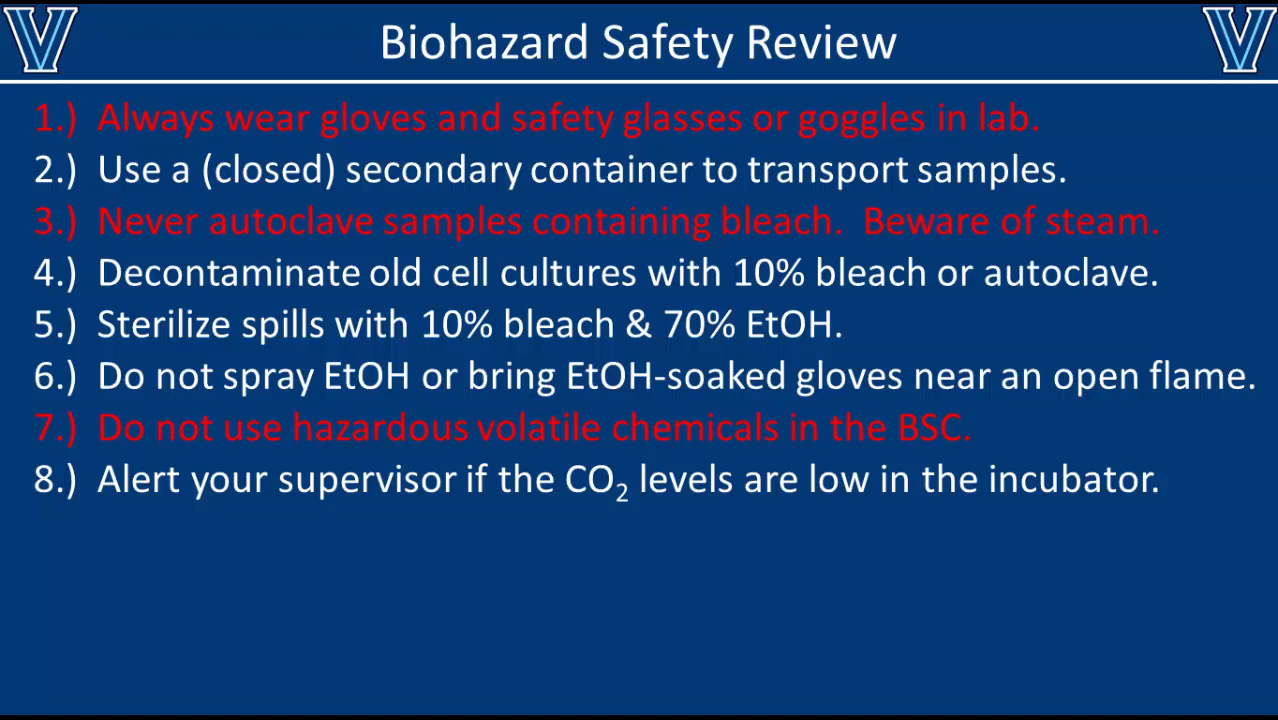 V V
Biohazard Safety Review
1.) Always wear gloves and safety glasses or goggles in lab.
2.) Use a (closed) secondary container to transport samples.
3.) Never autoclave samples containing bleach. Beware of steam.
4.) Decontaminate old cell cultures with 10% bleach or autoclave.
5.) Sterilize spills with 10% bleach & 70% EtOH.
6.) Do not spray EtOH or bring EtOH-soaked gloves near an open flame.
7.) Do not use hazardous volatile chemicals in the BSC.
8.) Alert your supervisor if the CO₂ levels are low in the incubator.